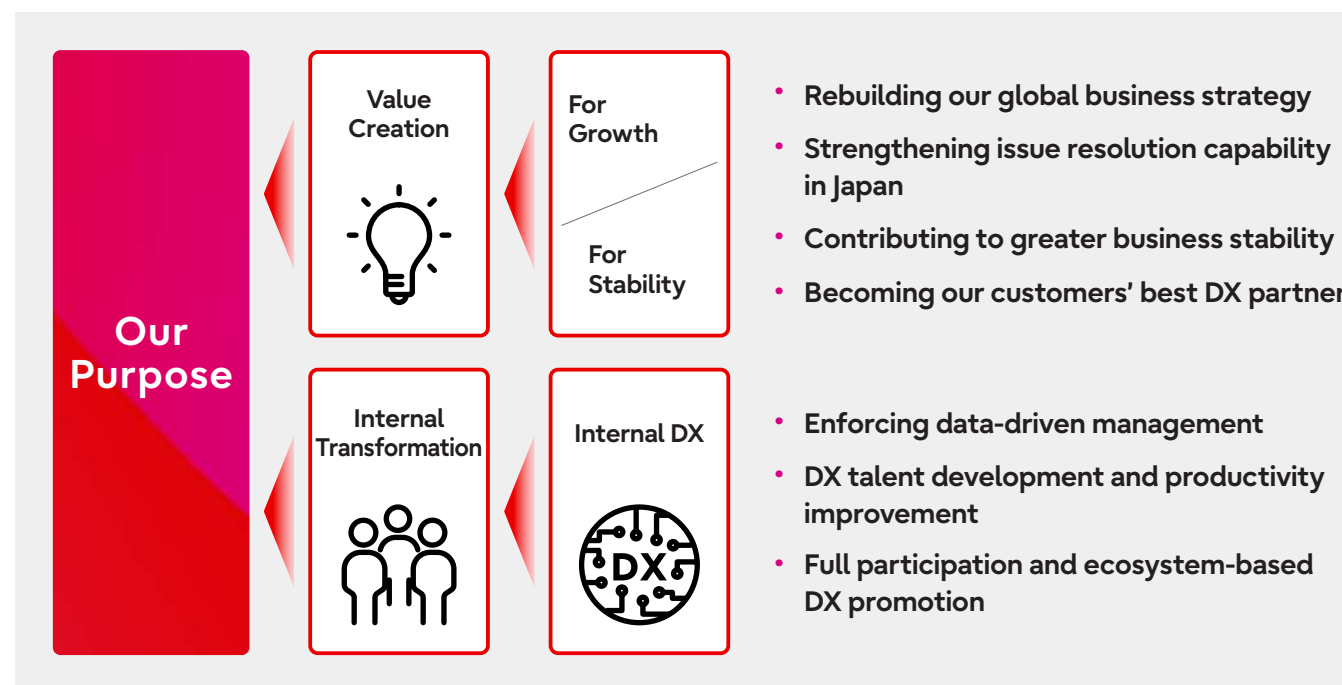 Our
Purpose
Value
Creation
For
Growth
For
Stability
• Rebuilding our global business strategy
• Strengthening issue resolution capability
in Japan
• Contributing to greater business stability
• Becoming our customers' best DX partner
Internal
Transformation
Internal DX
DX
• Enforcing data-driven management
• DX talent development and productivity
improvement
• Full participation and ecosystem-based
DX promotion